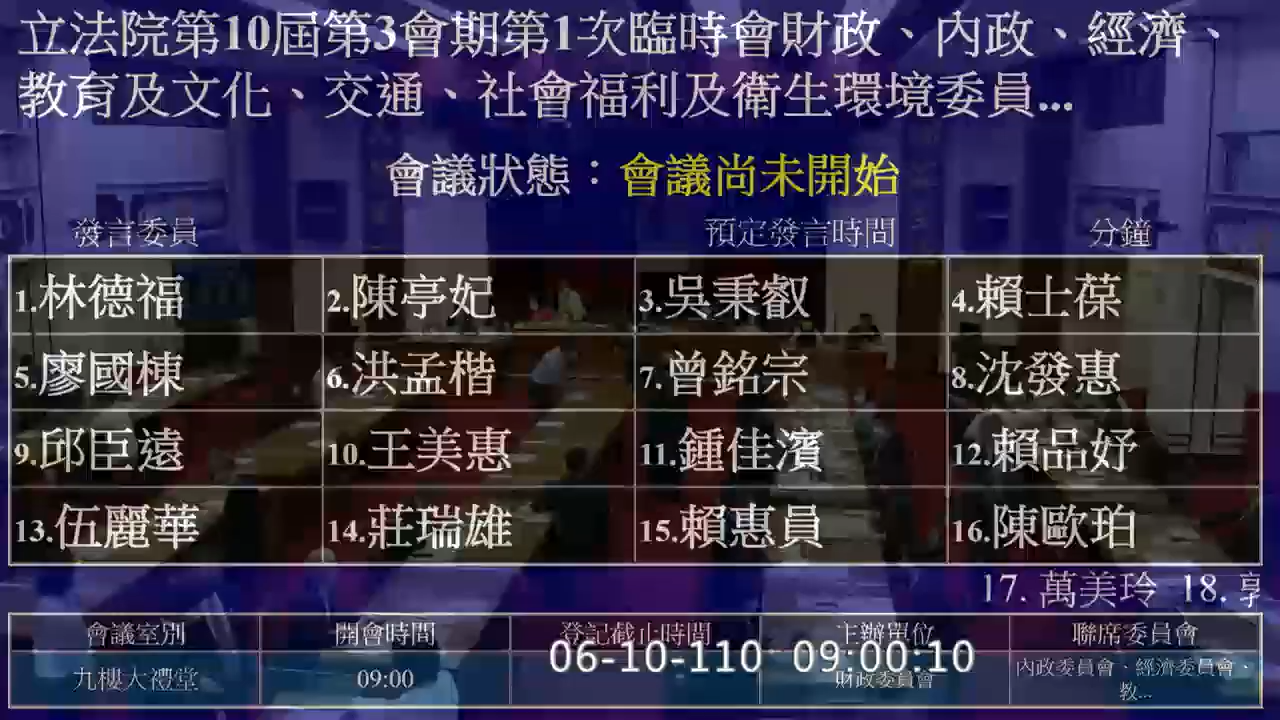 立法院第10屆第3會期第1次臨時會財政、內政、經濟、
教育及文化、交通、社會福利及衛生環境委員...
會議狀態：會議尚未開始
發言委員 預定發言時間 分鐘
1.林德福 2.陳亭妃 3.吳秉叡 4.賴士葆
5.廖國棟 6.洪孟楷 7.曾銘宗 8.沈發惠
9.邱臣遠 10.王美惠 11.鍾佳濱 12.賴品妤
13.伍麗華 14.莊瑞雄 15.賴惠員 16.陳歐珀
17. 萬美玲 18.
會議室別 開會時間 登記截止時間 主辦單位 聯席委員會
06-10-110 09:00:10
九樓大禮堂 09:00 財政委員會 內政委員會、經濟委員會、
教...